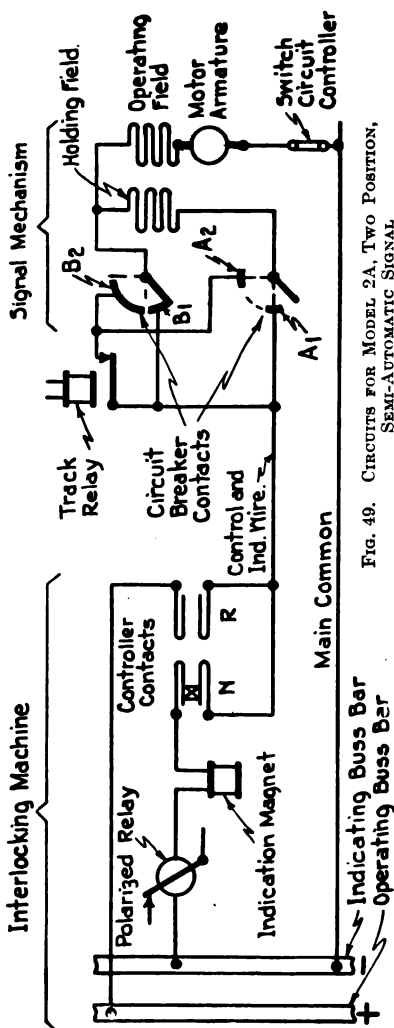 Interlocking Machine
Signal Mechanism
Holding Field.
Operating
Field
Motor
Armature
Switch
Circuit
Controller
Track
Relay
B2
B1
A2
A1
Circuit
Breaker
Contacts
Control and
Ind. Wire.
Controller
Contacts
N
R
Polarized Relay
Indication Magnet
Main Common
Indicating Buss Bar
Operating Buss Bar
+
-
FIG. 49. CIRCUITS FOR MODEL 2A, TWO POSITION,
SEMI-AUTOMATIC SIGNAL